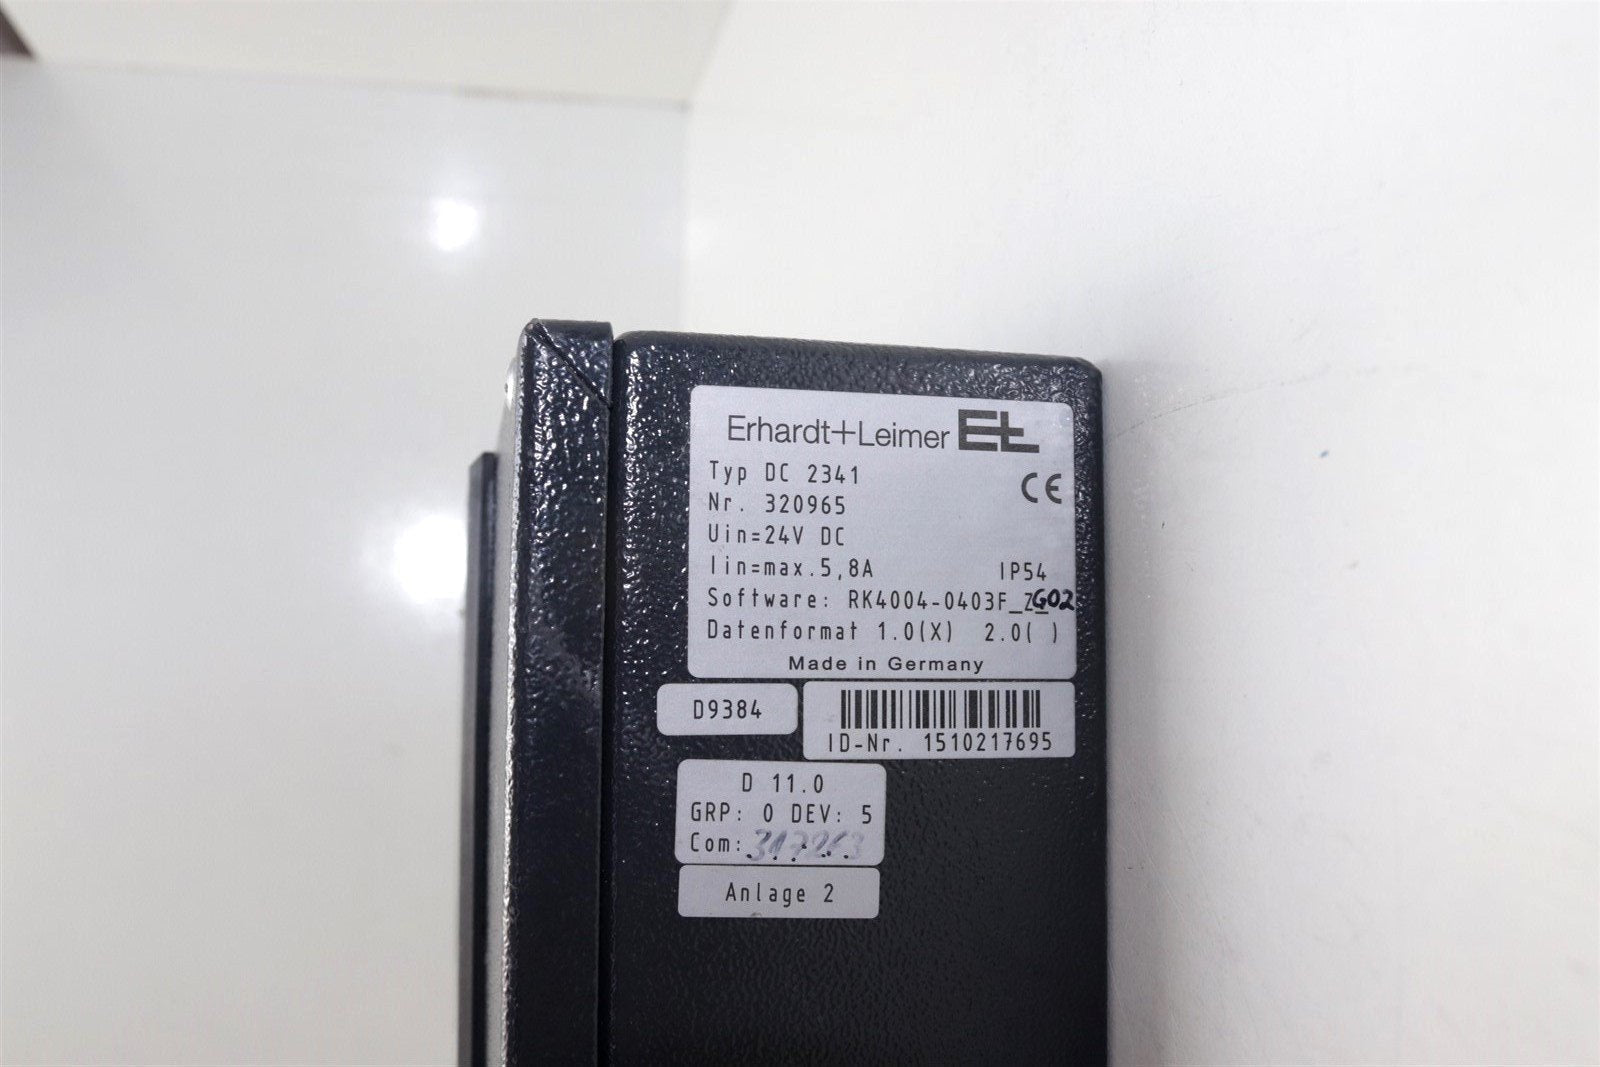 Erhardt+Leimer E+L
Typ DC 2341
CE
Nr. 320965
Uin=24V DC
Iin=max.5,8A IP54
Software: RK4004-0403F_Z_G02
Datenformat 1.0(X) 2.0( )
Made in Germany
D9384
ID-Nr. 1510217695
D 11.0
GRP: 0 DEV: 5
Com:
Anlage 2